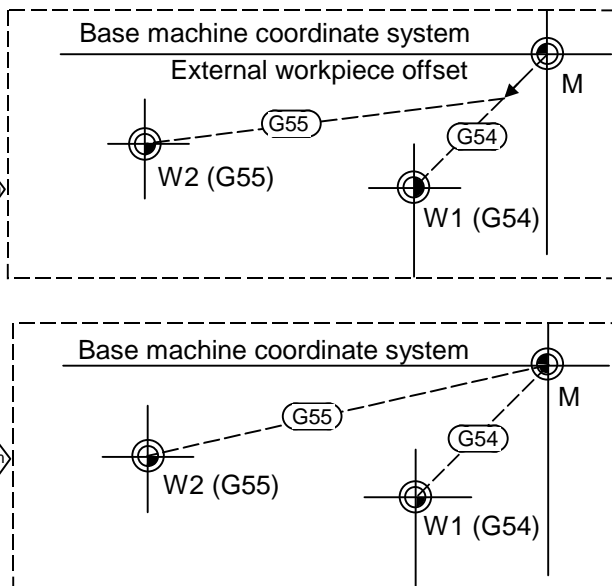 Base machine coordinate system
External workpiece offset
M
G55
G54
W2 (G55)
W1 (G54)
Base machine coordinate system
M
G55
G54
W2 (G55)
W1 (G54)